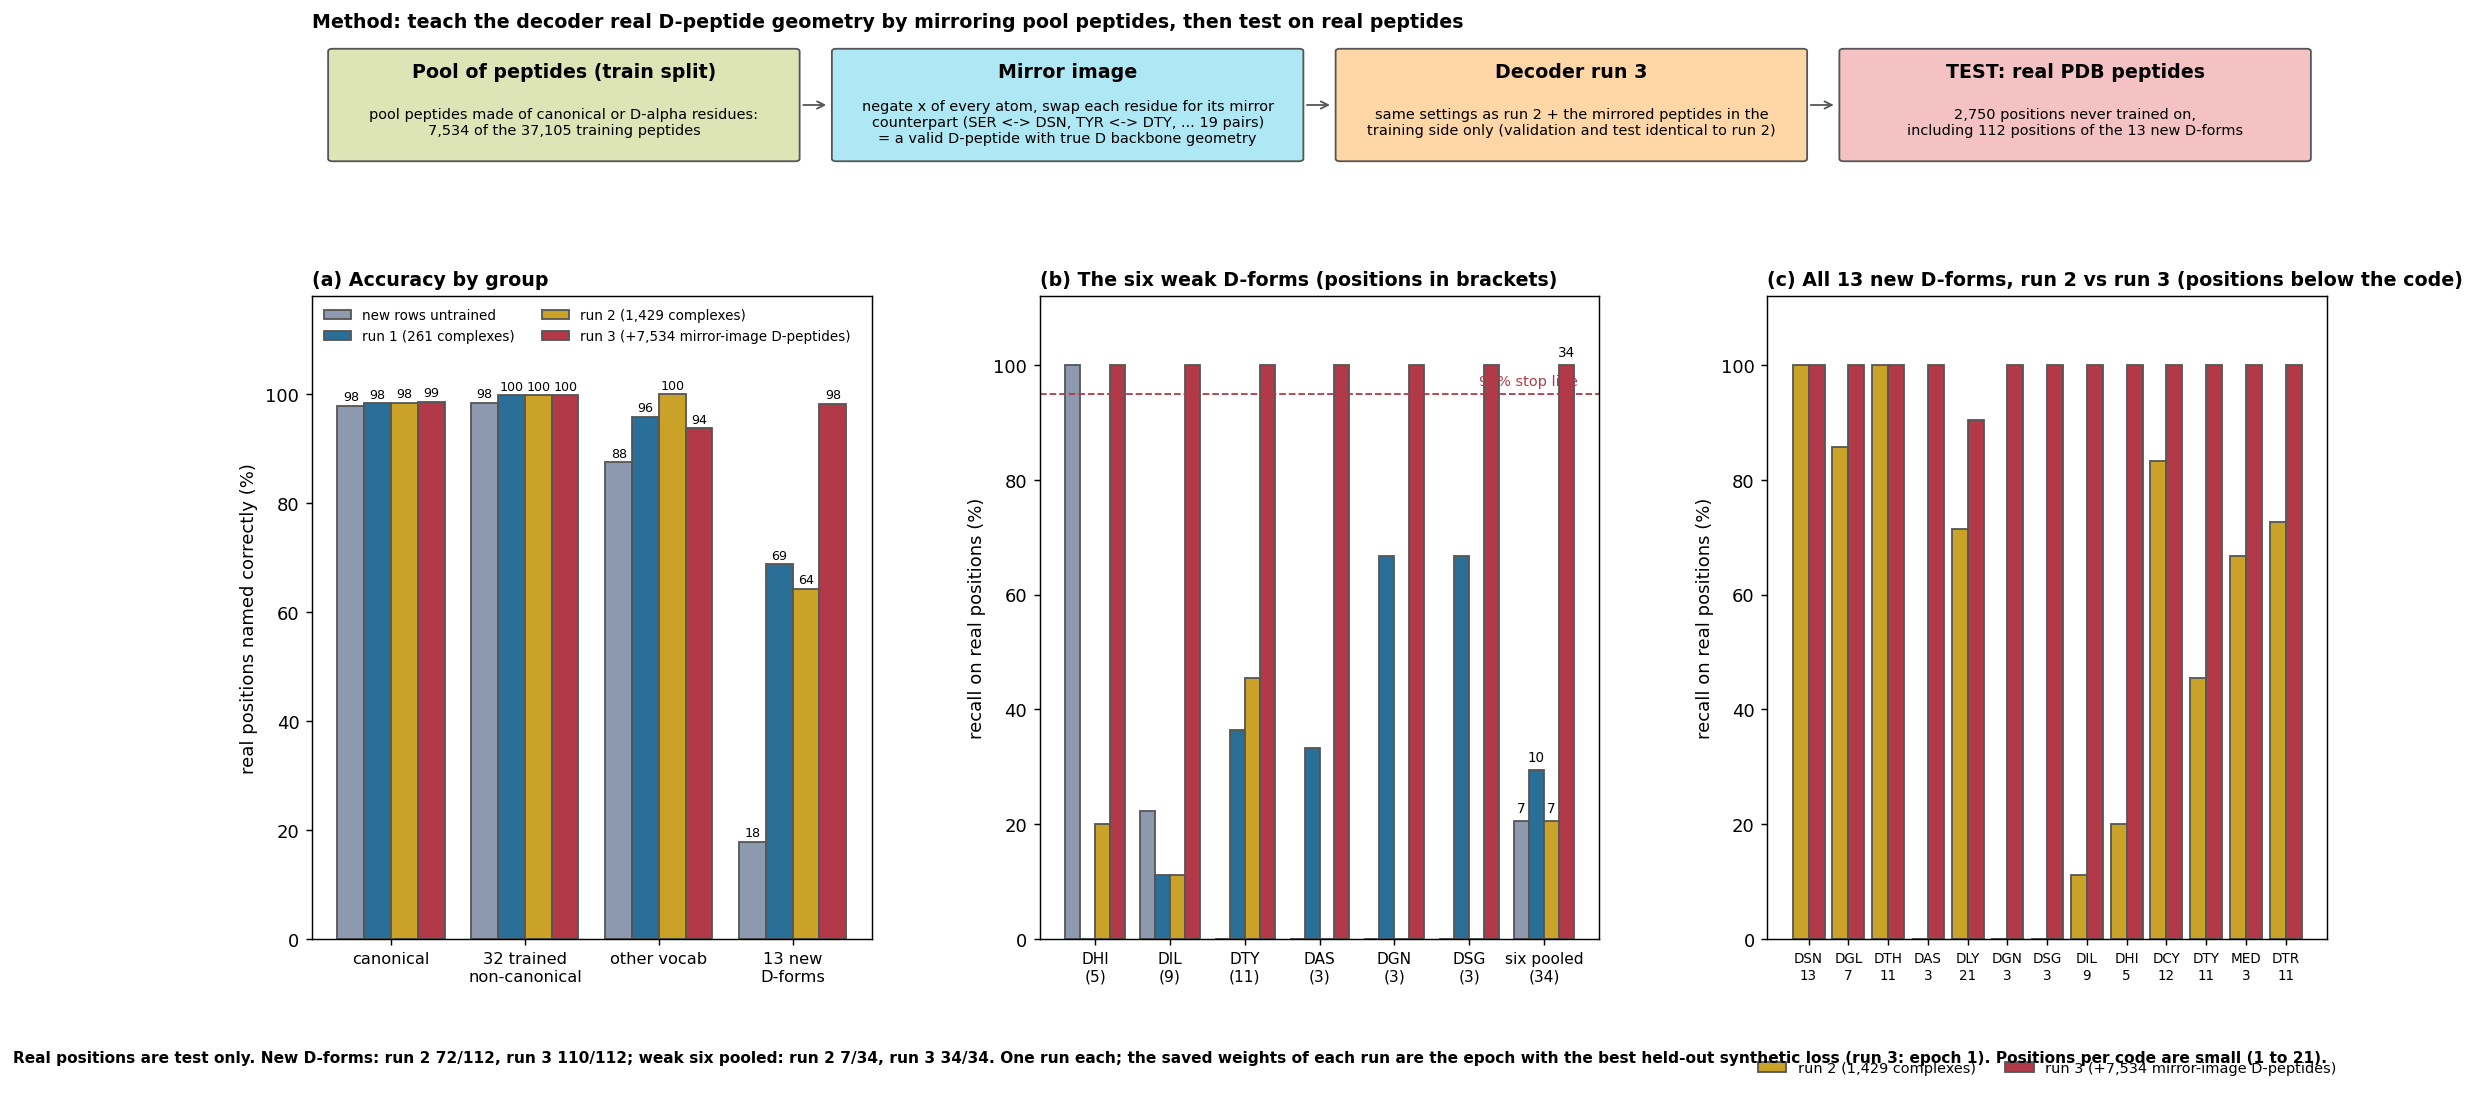 Method: teach the decoder real D-peptide geometry by mirroring pool peptides, then test on real peptides
Pool of peptides (train split)
pool peptides made of canonical or D-alpha residues:
7,534 of the 37,105 training peptides
Mirror image
negate x of every atom, swap each residue for its mirror
counterpart (SER <-> DSN, TYR <-> DTY, ... 19 pairs)
= a valid D-peptide with true D backbone geometry
Decoder run 3
same settings as run 2 + the mirrored peptides in the
training side only (validation and test identical to run 2)
TEST: real PDB peptides
2,750 positions never trained on,
including 112 positions of the 13 new D-forms
(a) Accuracy by group
new rows untrained
run 1 (261 complexes)
run 2 (1,429 complexes)
run 3 (+7,534 mirror-image D-peptides)
real positions named correctly (%)
100
80
60
40
20
0
98 98 98 99
98 100 100 100
88 96 100 94
18 69 64 98
canonical
32 trained
non-canonical
other vocab
13 new
D-forms
(b) The six weak D-forms (positions in brackets)
recall on real positions (%)
100
80
60
40
20
0
% stop
7 10 7 34
DHI
(5)
DIL
(9)
DTY
(11)
DAS
(3)
DGN
(3)
DSG
(3)
six pooled
(34)
(c) All 13 new D-forms, run 2 vs run 3 (positions below the code)
recall on real positions (%)
100
80
60
40
20
0
DSN DGL DTH DAS DLY DGN DSG DIL DHI DCY DTY MED DTR
13 7 11 3 21 3 3 9 5 12 11 3 11
Real positions are test only. New D-forms: run 2 72/112, run 3 110/112; weak six pooled: run 2 7/34, run 3 34/34. One run each; the saved weights of each run are the epoch with the best held-out synthetic loss (run 3: epoch 1). Positions per code are small (1 to 21).
run 2 (1,429 complexes)
run 3 (+7,534 mirror-image D-peptides)